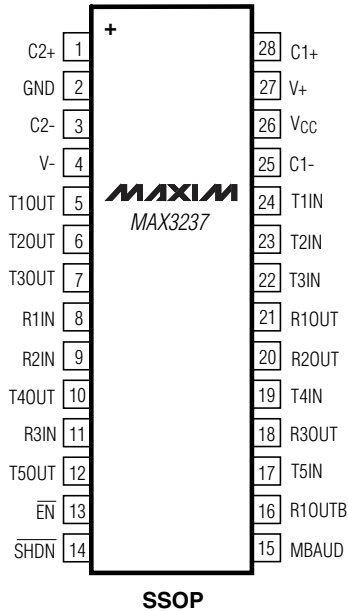 +
C2+ 1 28 C1+
GND 2 27 V+
C2- 3 26 VCC
V- 4 25 C1-
T1OUT 5 MAXIM 24 T1IN
MAX3237
T2OUT 6 23 T2IN
T3OUT 7 22 T3IN
R1IN 8 21 R1OUT
R2IN 9 20 R2OUT
T4OUT 10 19 T4IN
R3IN 11 18 R3OUT
T5OUT 12 17 T5IN
E̅N̅ 13 16 R1OUTB
S̅H̅D̅N̅ 14 15 MBAUD
SSOP